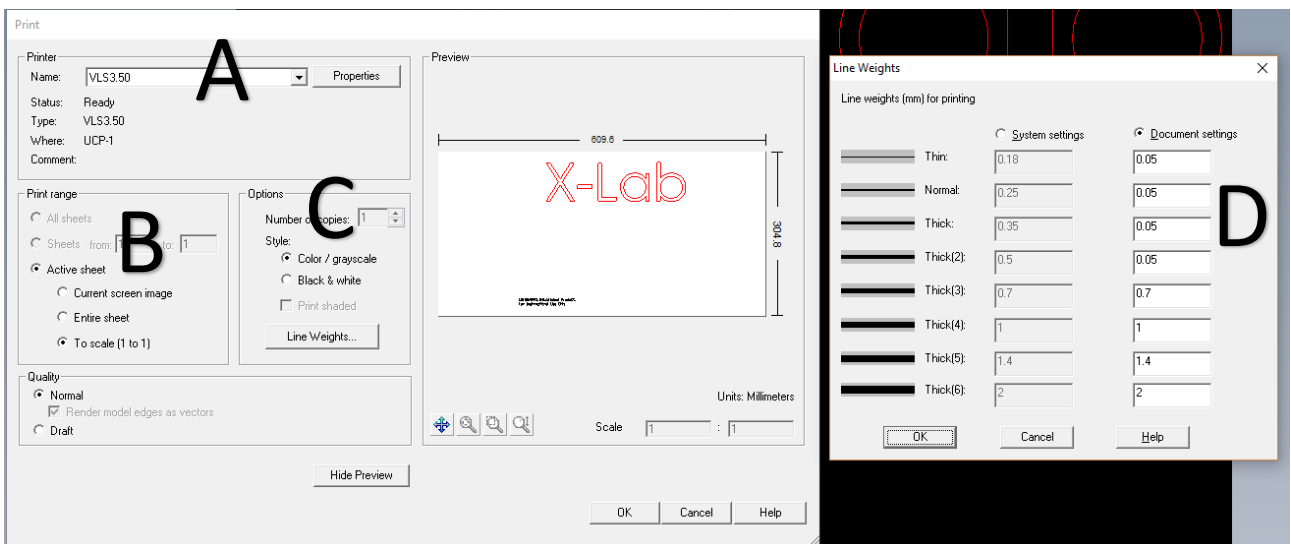 Print
Printer
A
Name: VLS3.50 Properties
Status: Ready
Type: VLS3.50
Where: UCP-1
Comment:
Print range
B
All sheets
Sheets from: 1 to: 1
Active sheet
Current screen image
Entire sheet
To scale (1 to 1)
Options
C
Number of copies: 1
Style:
Color / grayscale
Black & white
Print shaded
Line Weights...
Quality
Normal
Render model edges as vectors
Draft
Preview
609.6
X-Lab
304.8
Units: Millimeters
Scale 1 : 1
Hide Preview
OK Cancel Help
Line Weights
Line weights (mm) for printing
System settings Document settings
D
Thin: 0.18 0.05
Normal: 0.25 0.05
Thick: 0.35 0.05
Thick(2): 0.5 0.05
Thick(3): 0.7 0.7
Thick(4): 1 1
Thick(5): 1.4 1.4
Thick(6): 2 2
OK Cancel Help